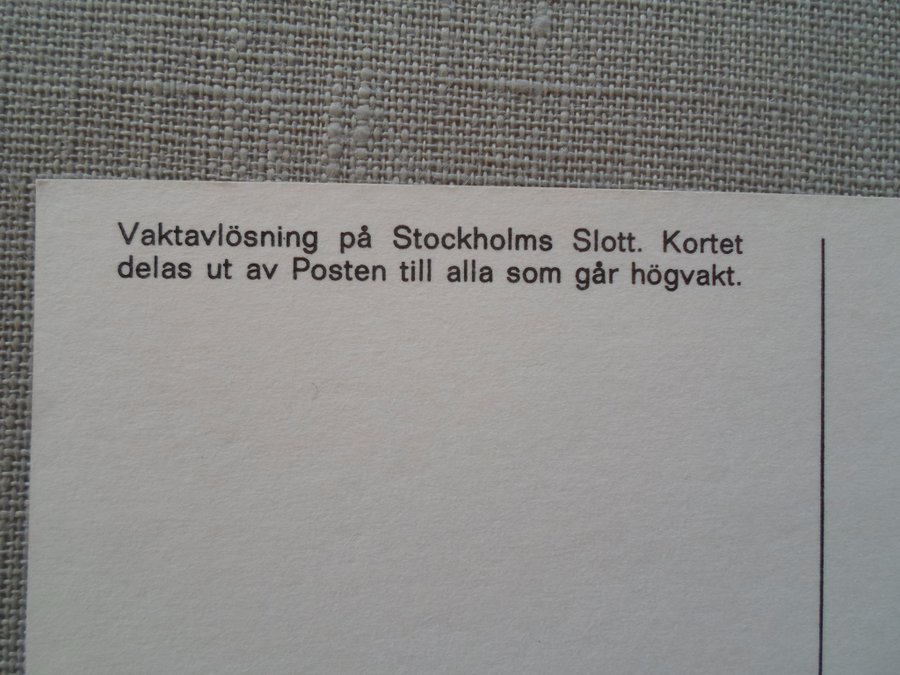 Vaktavlösning på Stockholms Slott. Kortet
delas ut av Posten till alla som går högvakt.